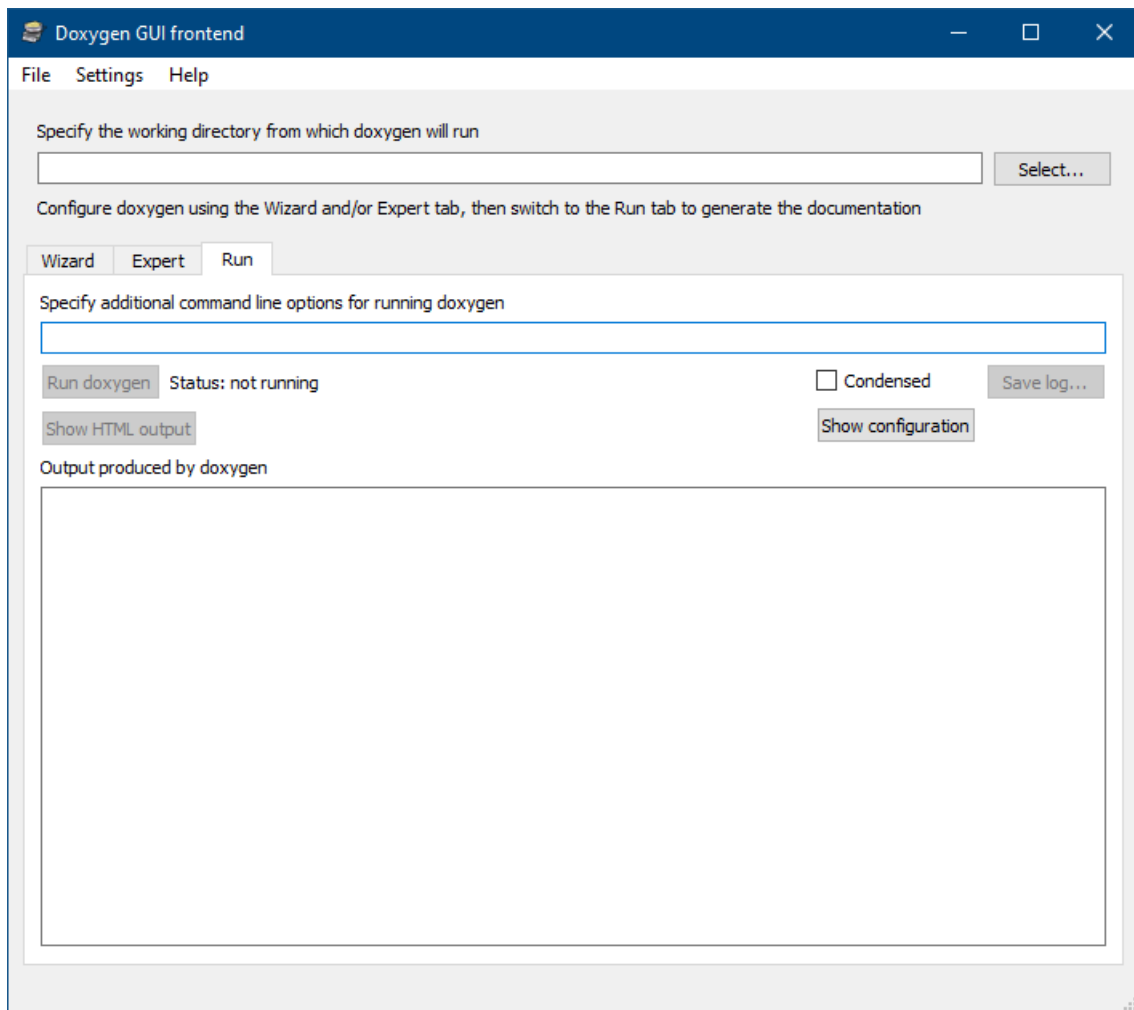 Doxygen GUI frontend
File Settings Help
Specify the working directory from which doxygen will run
Select...
Configure doxygen using the Wizard and/or Expert tab, then switch to the Run tab to generate the documentation
Wizard Expert Run
Specify additional command line options for running doxygen
Run doxygen Status: not running Condensed Save log...
Show HTML output Show configuration
Output produced by doxygen